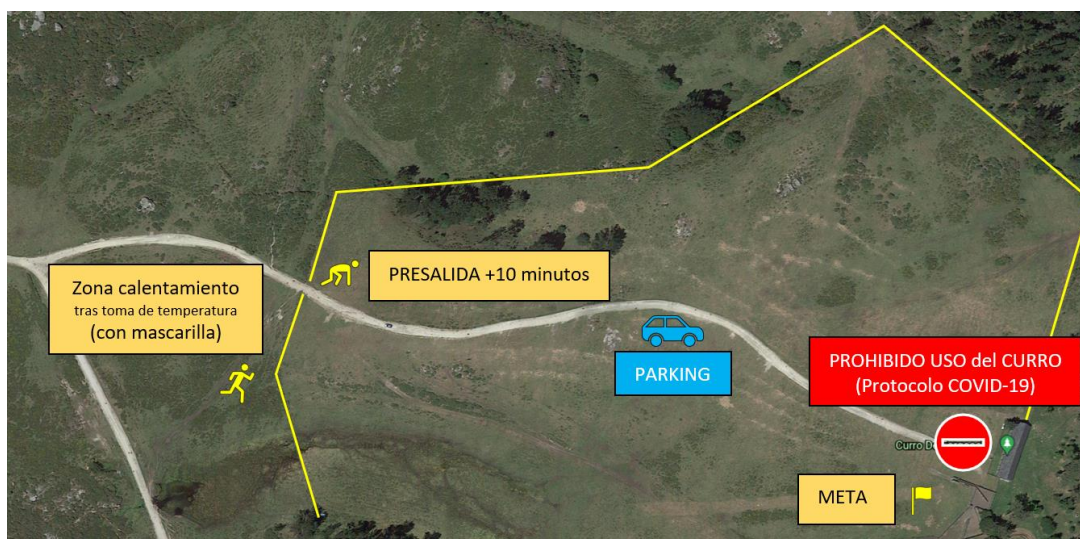 PRESALIDA +10 minutos
Zona calentamiento
tras toma de temperatura
(con mascarilla)
PARKING
PROHIBIDO USO del CURRO
(Protocolo COVID-19)
Curro D
META